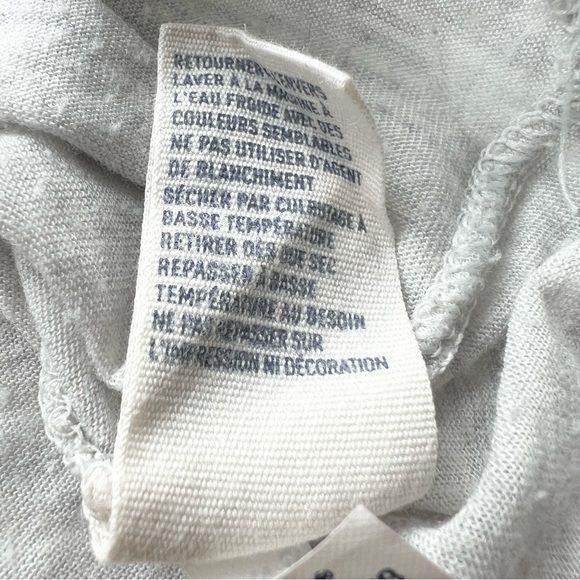 RETOURNER L'ENVERS
LAVER À LA MACHINE À
L'EAU FROIDE AVEC DES
COULEURS SEMBLABLES
NE PAS UTILISER D'AGENT
DE BLANCHIMENT
SÉCHER PAR CULBUTAGE À
BASSE TEMPÉRATURE
RETIRER DÈS QUE SEC
REPASSER À BASSE
TEMPÉRATURE AU BESOIN
NE PAS REPASSER SUR
L'IMPRESSION NI DÉCORATION